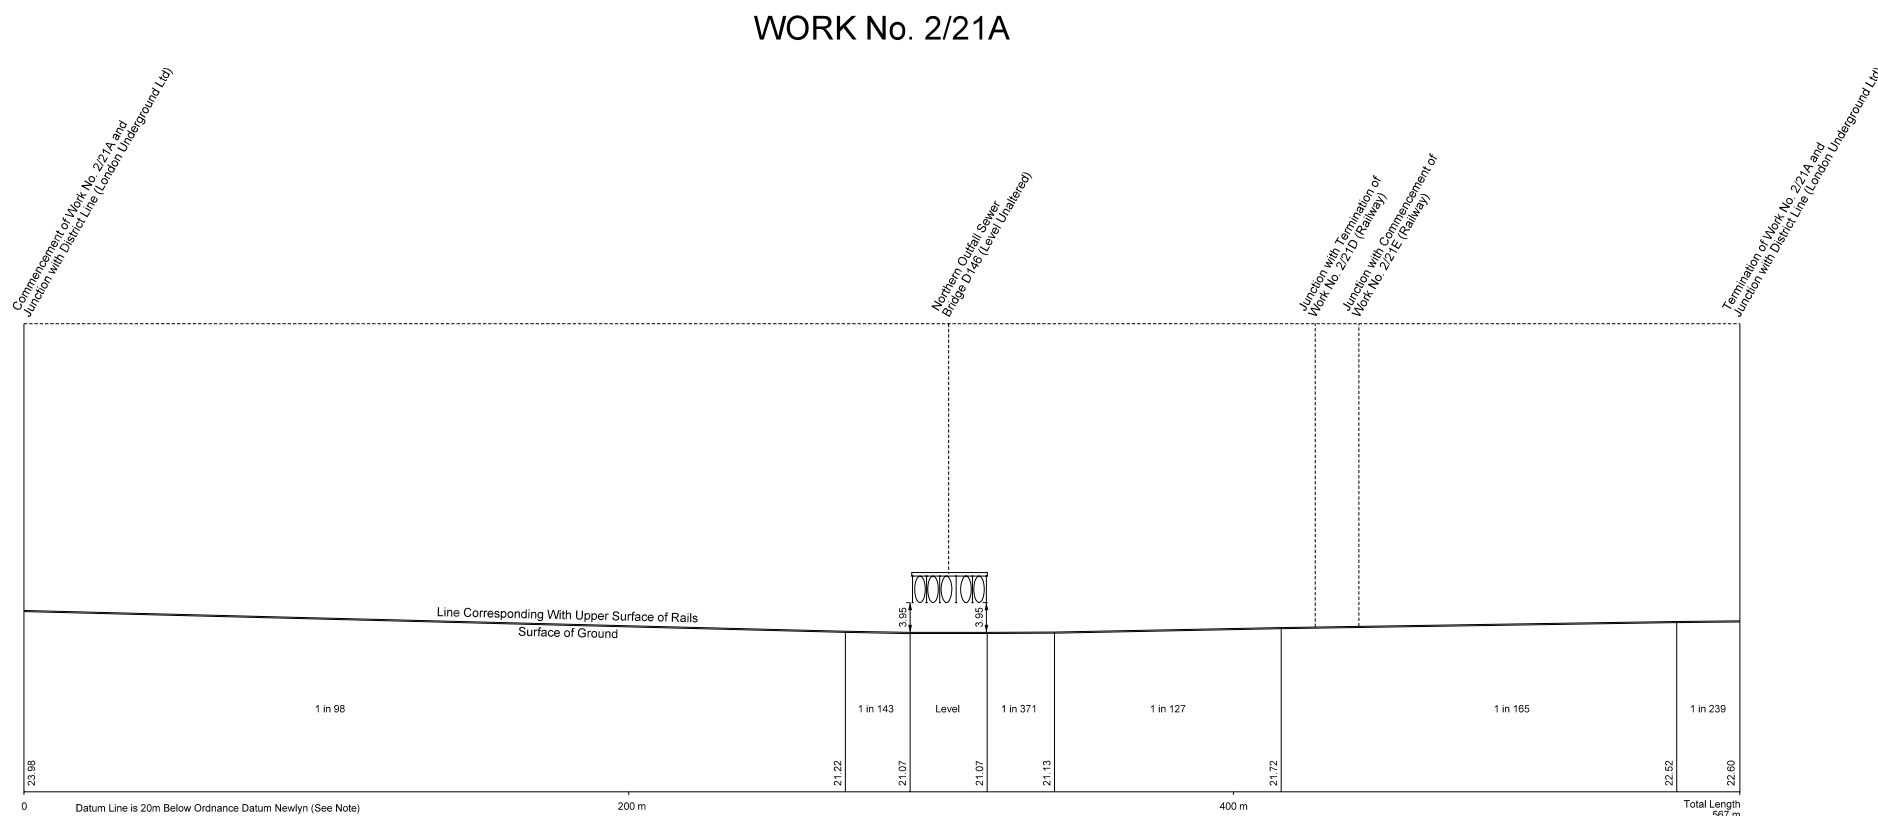 WORK No. 2/21A
Commencement of Work No. 2/21A and
Junction with District Line (London Underground Ltd)
Northern Outfall Sewer
Bridge D146 (Level Unaltered)
Junction with Termination of
Work No. 2/21D (Railway)
Junction with Commencement of
Work No. 2/21E (Railway)
Termination of Work No. 2/21A and
Junction with District Line (London Underground Ltd)
Line Corresponding With Upper Surface of Rails
Surface of Ground
3.95
3.95
1 in 98
1 in 143
Level
1 in 371
1 in 127
1 in 165
1 in 239
23.98
21.22
21.07
21.07
21.13
21.72
22.52
22.60
0
Datum Line is 20m Below Ordnance Datum Newlyn (See Note)
200 m
400 m
Total Length
567 m